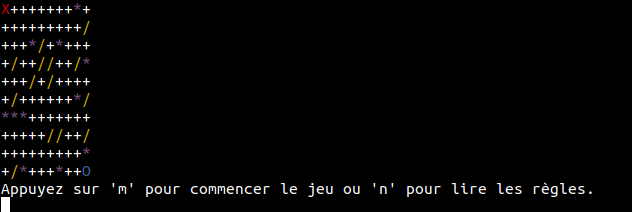 X+++++++*+
+++++++++/
+++*/+*+++
+/++//++/*
+++/+/++++
+/++++++*/
***+++++++
+++++//++/
+++++++++*
+/*+++*++O
Appuyez sur 'm' pour commencer le jeu ou 'n' pour lire les règles.